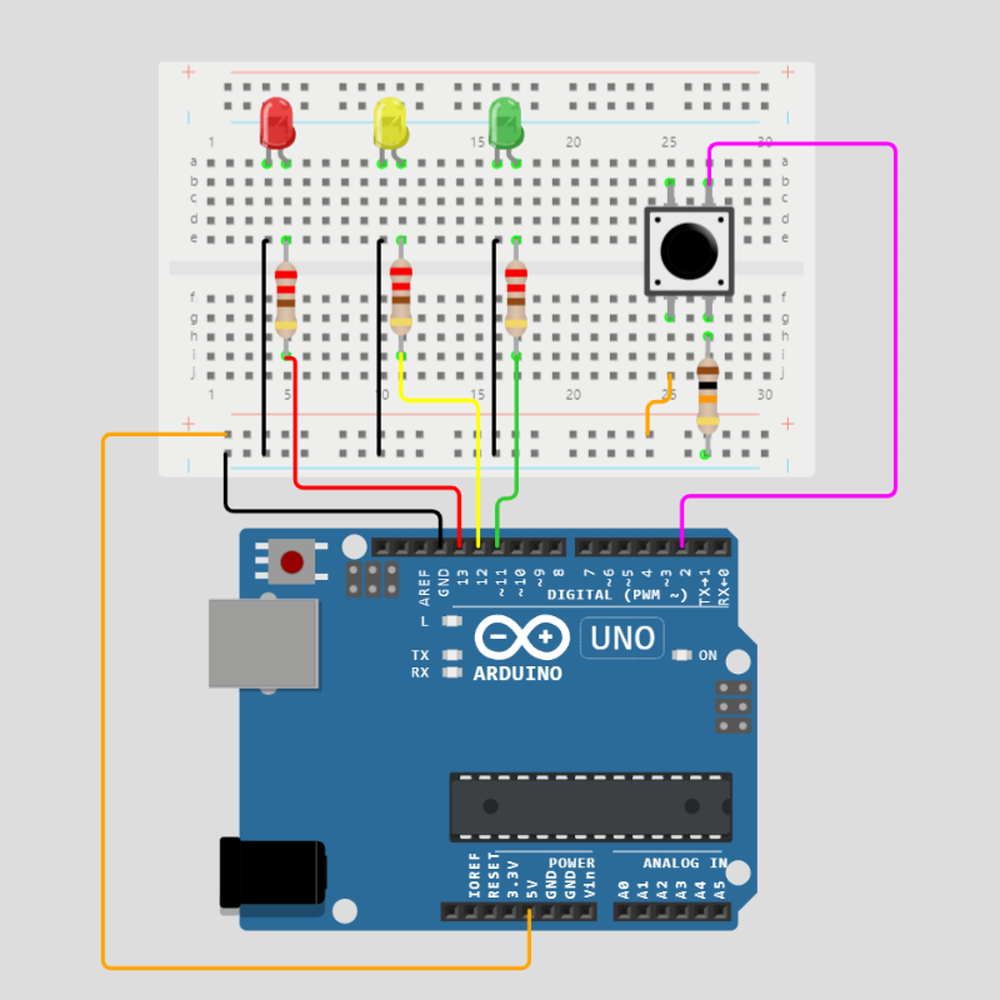 + +
1 15 20 25 30
a a
b b
c c
d d
e e
f f
g g
h h
i i
j j
1 5 10 15 20 25 30
+ +
AREF GND 13 12 ~11 ~10 ~9 8 7 ~6 ~5 4 ~3 2 TX→1 RX←0
DIGITAL (PWM ~)
L
UNO
TX ON
RX ARDUINO
POWER ANALOG IN
IOREF RESET 3.3V 5V GND GND Vin A0 A1 A2 A3 A4 A5